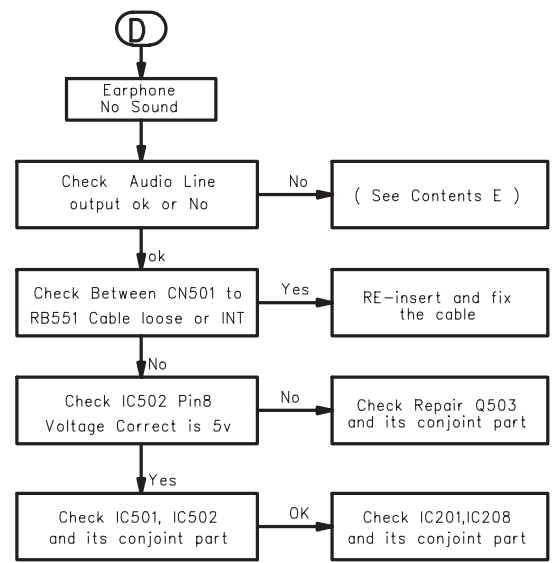 D
Earphone
No Sound
Check Audio Line
output ok or No
No
( See Contents E )
ok
Check Between CN501 to
RB551 Cable loose or INT
Yes
RE-insert and fix
the cable
No
Check IC502 Pin8
Voltage Correct is 5v
No
Check Repair Q503
and its conjoint part
Yes
Check IC501, IC502
and its conjoint part
OK
Check IC201,IC208
and its conjoint part